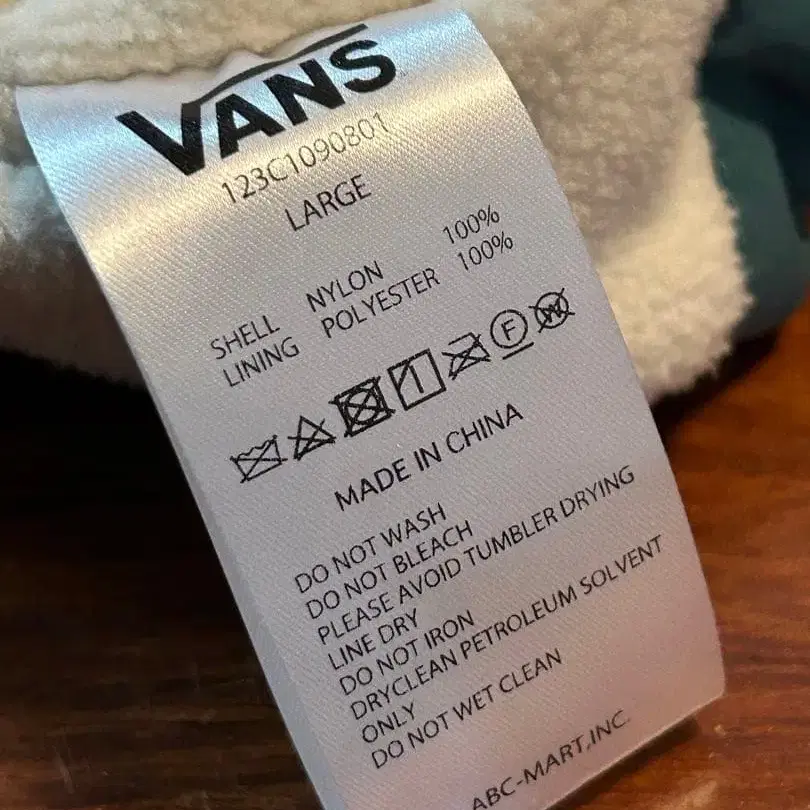 VANS
123C1090801
LARGE
SHELL NYLON 100%
LINING POLYESTER 100%
F W
MADE IN CHINA
DO NOT WASH
DO NOT BLEACH
PLEASE AVOID TUMBLER DRYING
LINE DRY
DO NOT IRON
DRYCLEAN PETROLEUM SOLVENT
ONLY
DO NOT WET CLEAN
ABC-MART,INC.